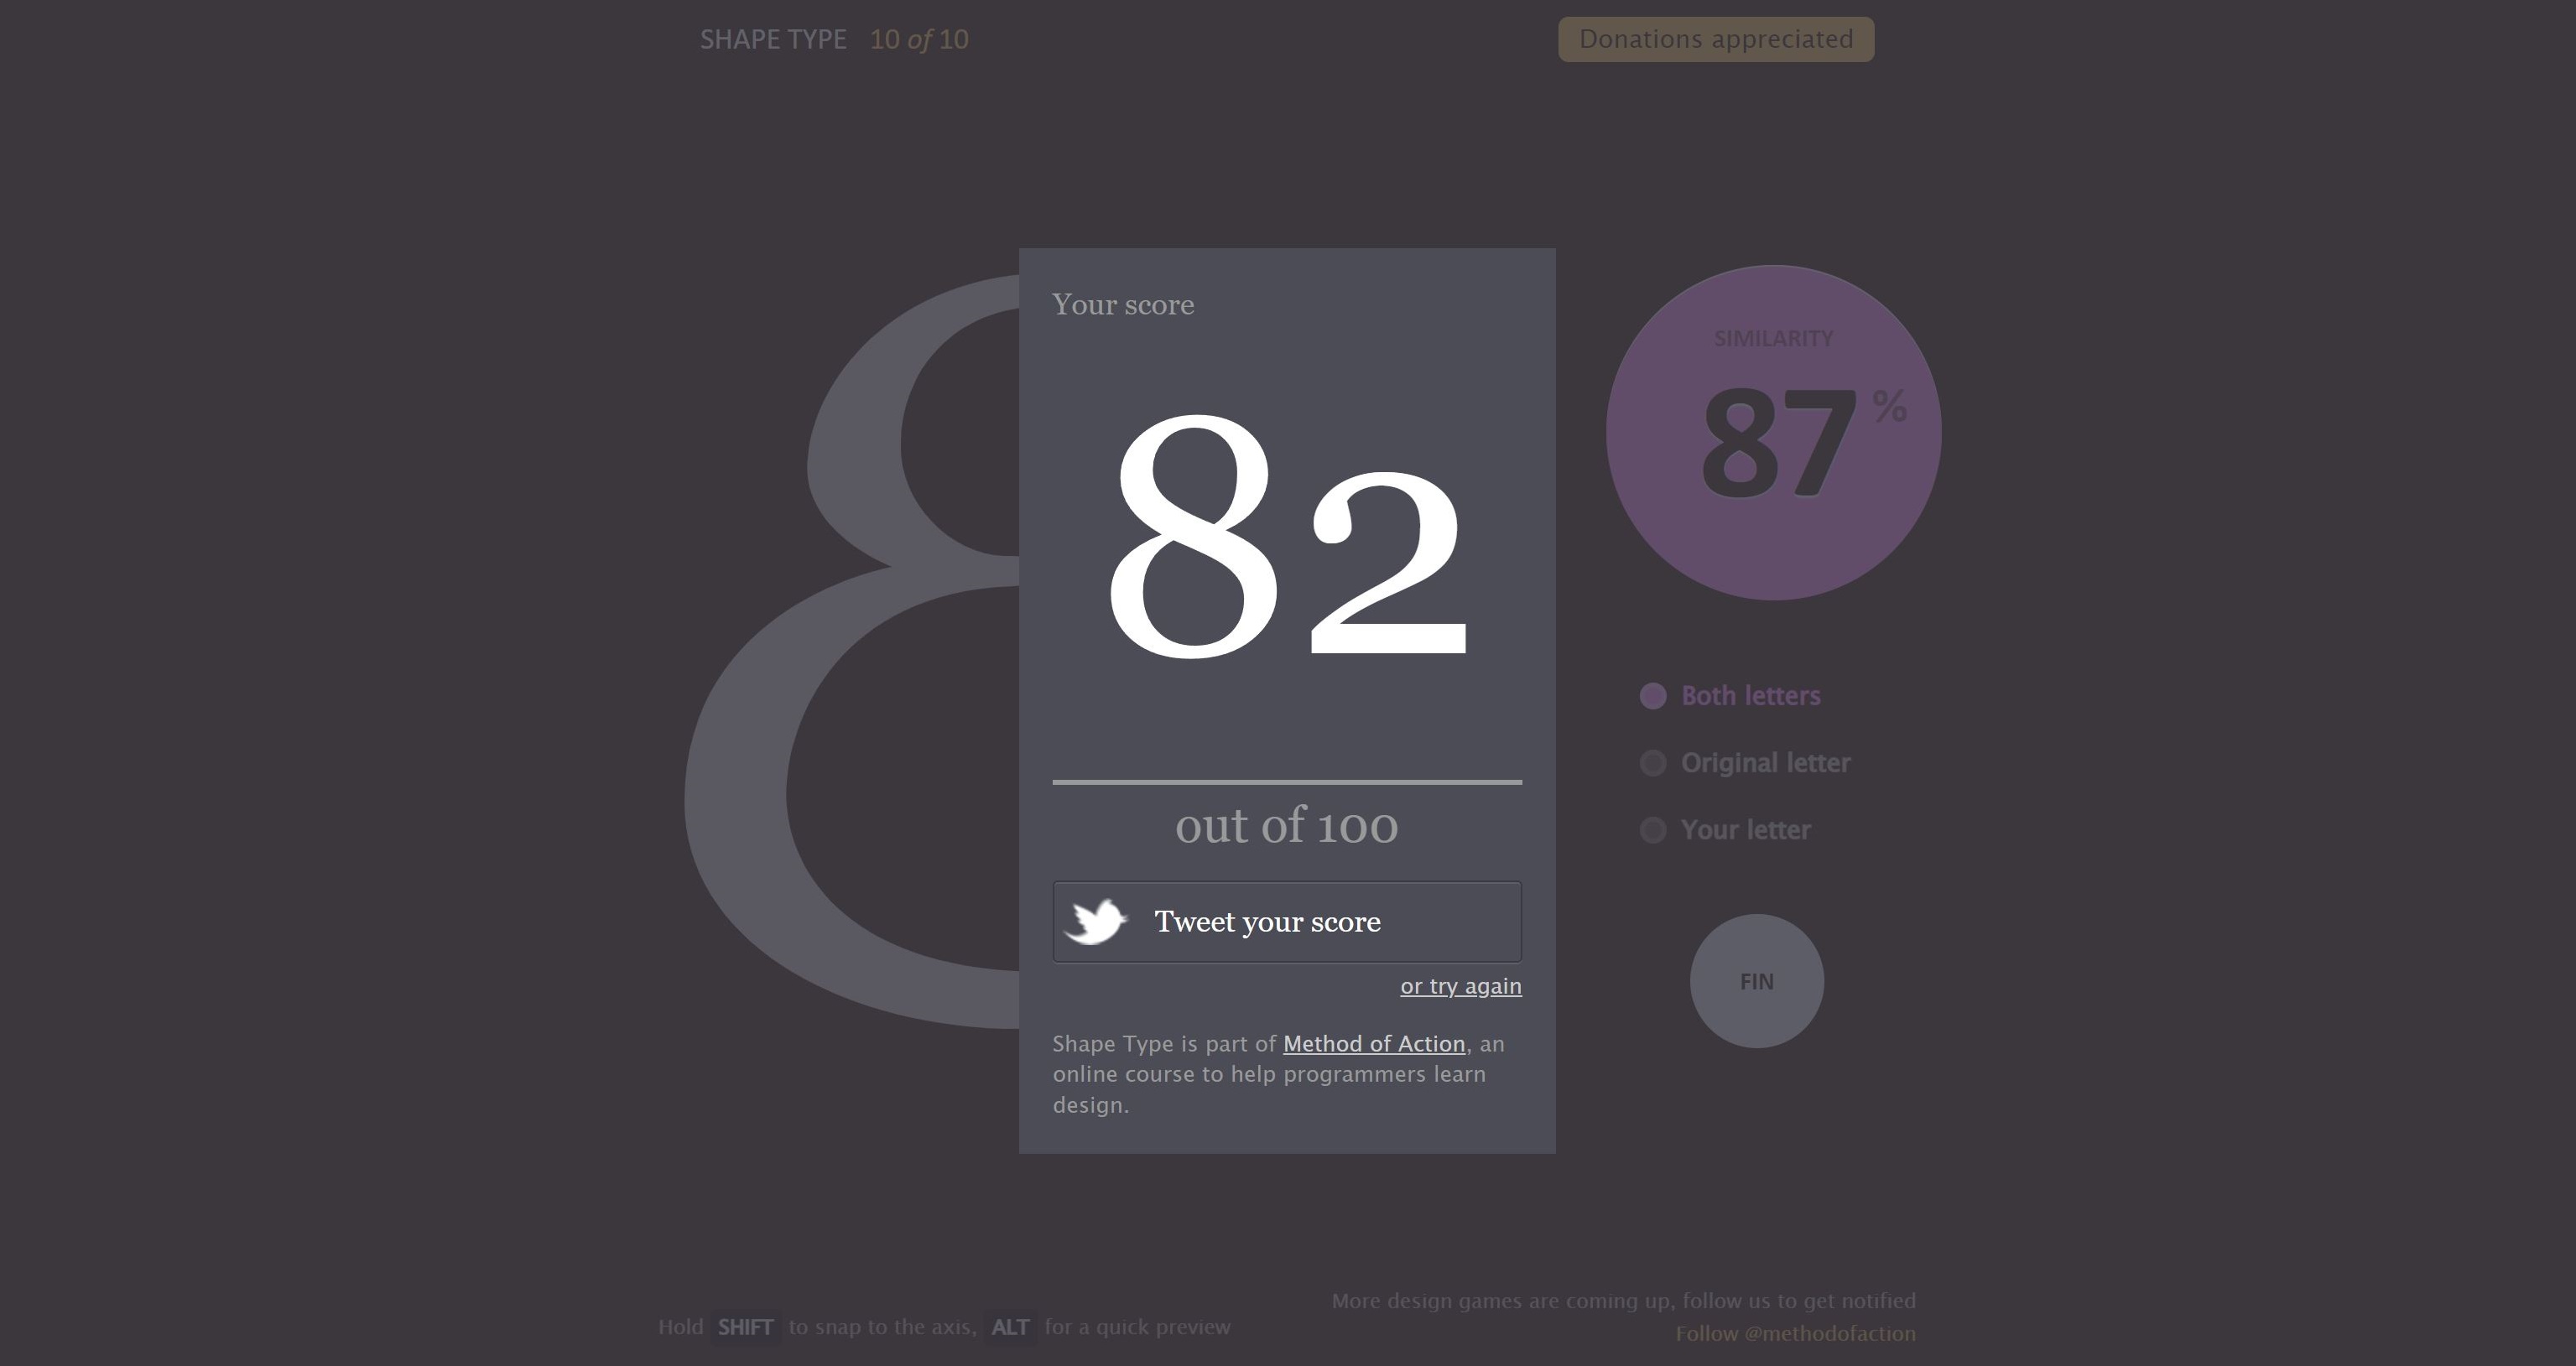 SHAPE TYPE 10 of 10
Donations appreciated
Your score
82
out of 100
Tweet your score
or try again
Shape Type is part of Method of Action, an
online course to help programmers learn
design.
SIMILARITY
87 %
Both letters
Original letter
Your letter
FIN
Hold SHIFT to snap to the axis, ALT for a quick preview
More design games are coming up, follow us to get notified
Follow @methodofaction